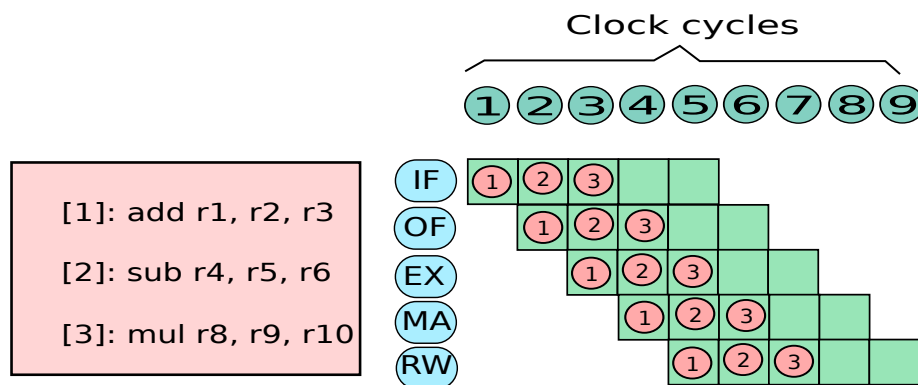 Clock cycles
1 2 3 4 5 6 7 8 9
[1]: add r1, r2, r3
[2]: sub r4, r5, r6
[3]: mul r8, r9, r10
IF 1 2 3
OF 1 2 3
EX 1 2 3
MA 1 2 3
RW 1 2 3